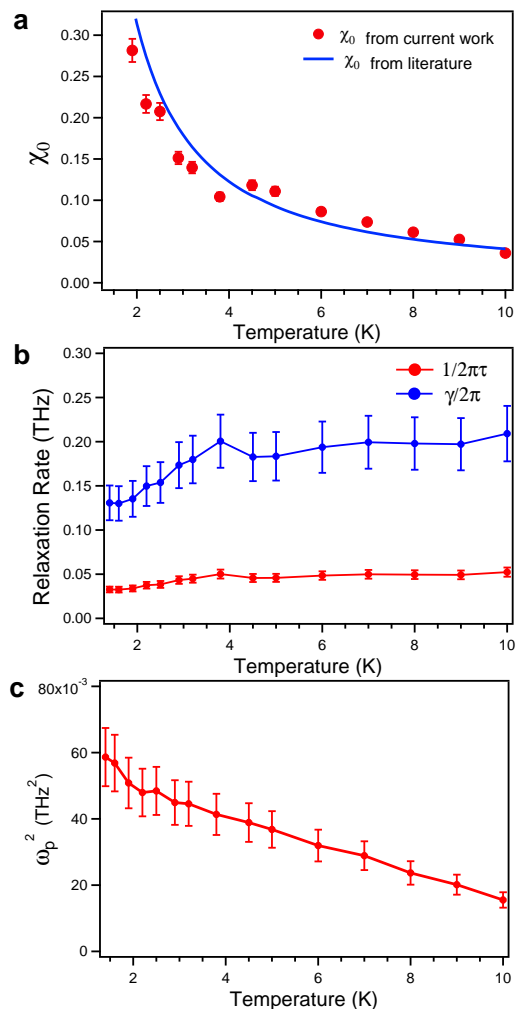 a
0.30
0.25
0.20
0.15
0.10
0.05
0.00
χ₀
χ₀ from current work
χ₀ from literature
2
4
6
8
10
Temperature (K)
b
0.30
0.25
0.20
0.15
0.10
0.05
0.00
Relaxation Rate (THz)
1/2πτ
γ/2π
2
4
6
8
10
Temperature (K)
c
80x10⁻³
60
40
20
0
ωₚ² (THz²)
2
4
6
8
10
Temperature (K)